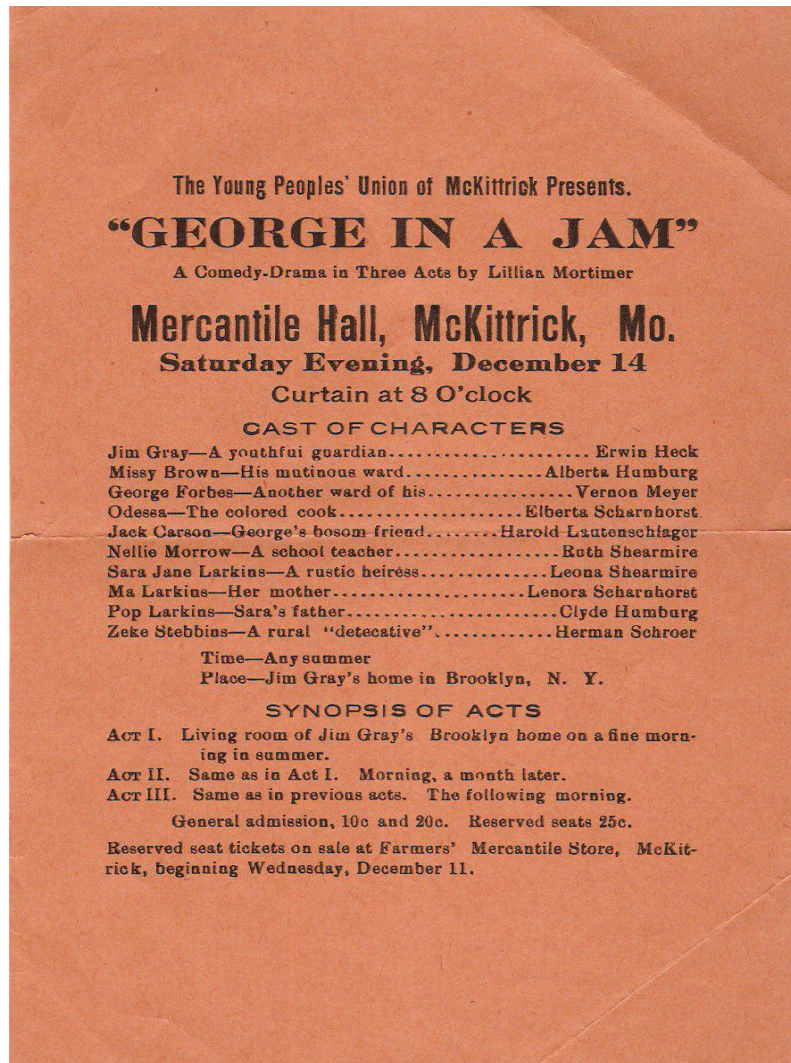 The Young Peoples' Union of McKittrick Presents.
“GEORGE IN A JAM”
A Comedy-Drama in Three Acts by Lillian Mortimer
Mercantile Hall, McKittrick, Mo.
Saturday Evening, December 14
Curtain at 8 O'clock
CAST OF CHARACTERS
Jim Gray—A youthful guardian....................... Erwin Heck
Missy Brown—His mutinous ward...............Alberta Humburg
George Forbes—Another ward of his................Vernon Meyer
Odessa—The colored cook....................Elberta Scharnhorst
Jack Carson—George's bosom friend........Harold Lautenschlager
Nellie Morrow—A school teacher..................Ruth Shearmire
Sara Jane Larkins—A rustic heiress..............Leona Shearmire
Ma Larkins—Her mother......................Lenora Scharnhorst
Pop Larkins—Sara's father.......................Clyde Humburg
Zeke Stebbins—A rural “detecative”.............Herman Schroer
Time—Any summer
Place—Jim Gray's home in Brooklyn, N. Y.
SYNOPSIS OF ACTS
ACT I. Living room of Jim Gray's Brooklyn home on a fine morn-
ing in summer.
ACT II. Same as in Act I. Morning, a month later.
ACT III. Same as in previous acts. The following morning.
General admission, 10c and 20c. Reserved seats 25c.
Reserved seat tickets on sale at Farmers' Mercantile Store, McKit-
rick, beginning Wednesday, December 11.